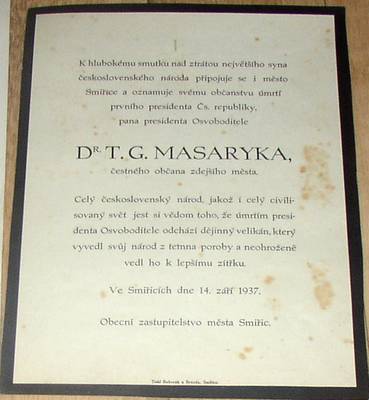 K hlubokému smutku nad ztrátou největšího syna
československého národa připojuje se i město
Smiřice a oznamuje svému občanstvu úmrtí
prvního presidenta Čs. republiky,
pana presidenta Osvoboditele
DR. T. G. MASARYKA,
čestného občana zdejšího města.
Celý československý národ, jakož i celý civili-
sovaný svět jest si vědom toho, že úmrtím presi-
denta Osvoboditele odchází dějinný velikán, který
vyvedl svůj národ z temna poroby a neohroženě
vedl ho k lepšímu zítřku.
Ve Smiřicích dne 14. září 1937.
Obecní zastupitelstvo města Smiřic.